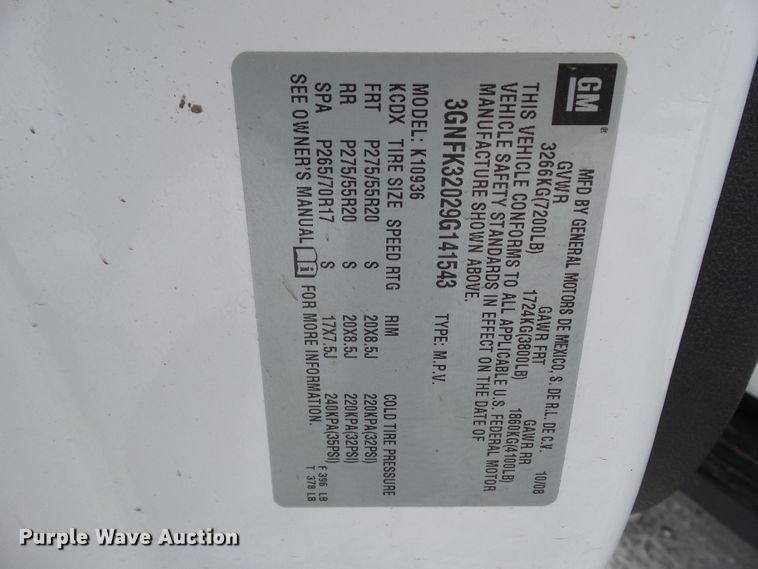 GM
®
MFD BY GENERAL MOTORS DE MEXICO, S. DE R.L. DE C.V. 10/08
GVWR GAWR FRT GAWR RR
3266KG(7200LB) 1724KG(3800LB) 1860KG(4100LB)
THIS VEHICLE CONFORMS TO ALL APPLICABLE U.S. FEDERAL MOTOR
VEHICLE SAFETY STANDARDS IN EFFECT ON THE DATE OF
MANUFACTURE SHOWN ABOVE.
3GNFK32029G141543 TYPE: M.P.V.
MODEL: K10936
KCDX TIRE SIZE SPEED RTG RIM COLD TIRE PRESSURE
FRT P275/55R20 S 20X8.5J 220KPA(32PSI)
RR P275/55R20 S 20X8.5J 220KPA(32PSI)
SPA P265/70R17 S 17X7.5J 240KPA(35PSI)
SEE OWNER'S MANUAL FOR MORE INFORMATION.
F 396 LB
T 378 LB
Purple Wave Auction